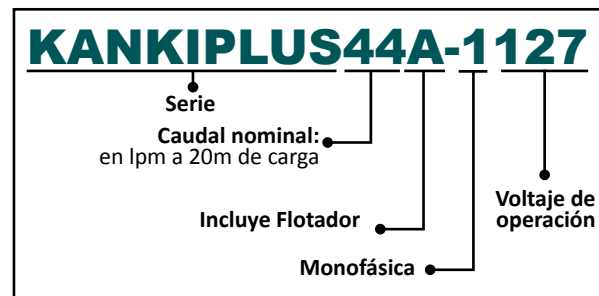 KANKIPLUS44A-1127
Serie
Caudal nominal:
en lpm a 20m de carga
Incluye Flotador
Monofásica
Voltaje de
operación